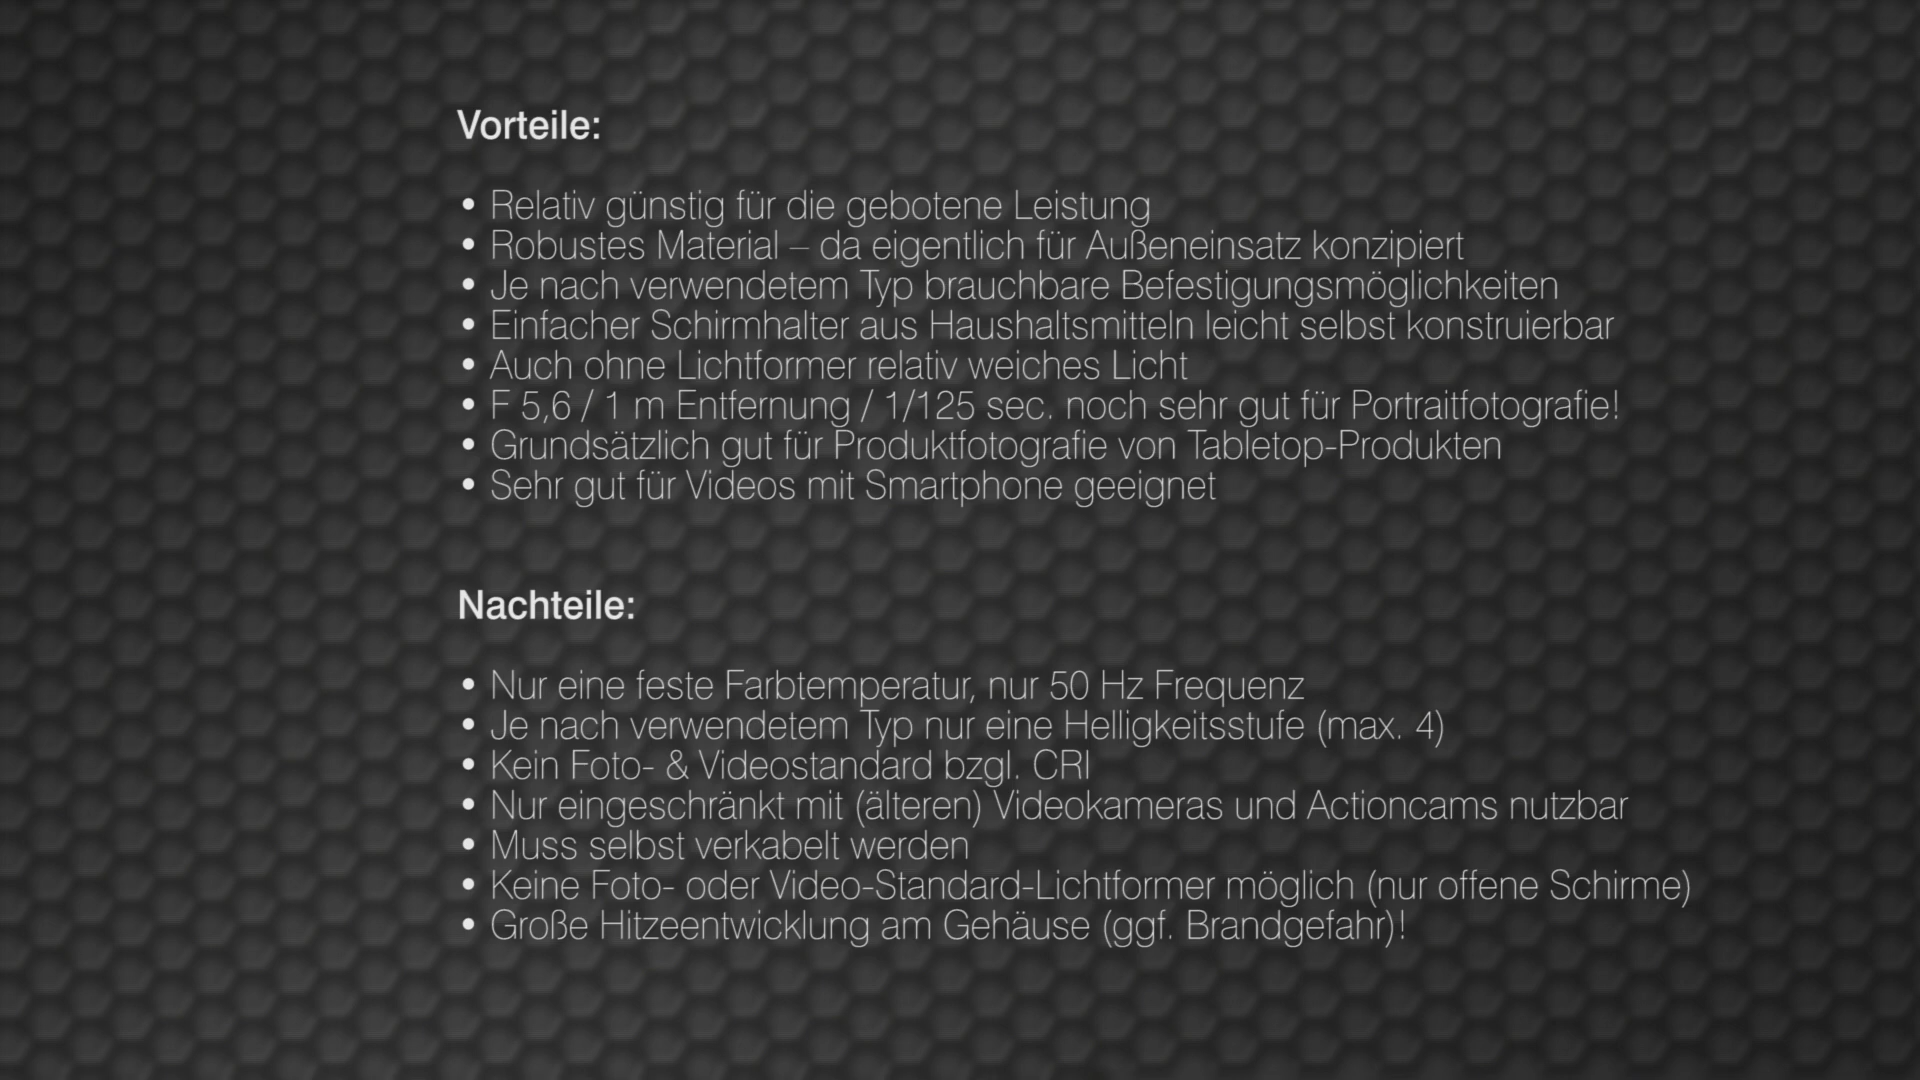 Vorteile:
• Relativ günstig für die gebotene Leistung
• Robustes Material – da eigentlich für Außeneinsatz konzipiert
• Je nach verwendetem Typ brauchbare Befestigungsmöglichkeiten
• Einfacher Schirmhalter aus Haushaltsmitteln leicht selbst konstruierbar
• Auch ohne Lichtformer relativ weiches Licht
• F 5,6 / 1 m Entfernung / 1/125 sec. noch sehr gut für Portraitfotografie!
• Grundsätzlich gut für Produktfotografie von Tabletop-Produkten
• Sehr gut für Videos mit Smartphone geeignet
Nachteile:
• Nur eine feste Farbtemperatur, nur 50 Hz Frequenz
• Je nach verwendetem Typ nur eine Helligkeitsstufe (max. 4)
• Kein Foto- & Videostandard bzgl. CRI
• Nur eingeschränkt mit (älteren) Videokameras und Actioncams nutzbar
• Muss selbst verkabelt werden
• Keine Foto- oder Video-Standard-Lichtformer möglich (nur offene Schirme)
• Große Hitzeentwicklung am Gehäuse (ggf. Brandgefahr)!